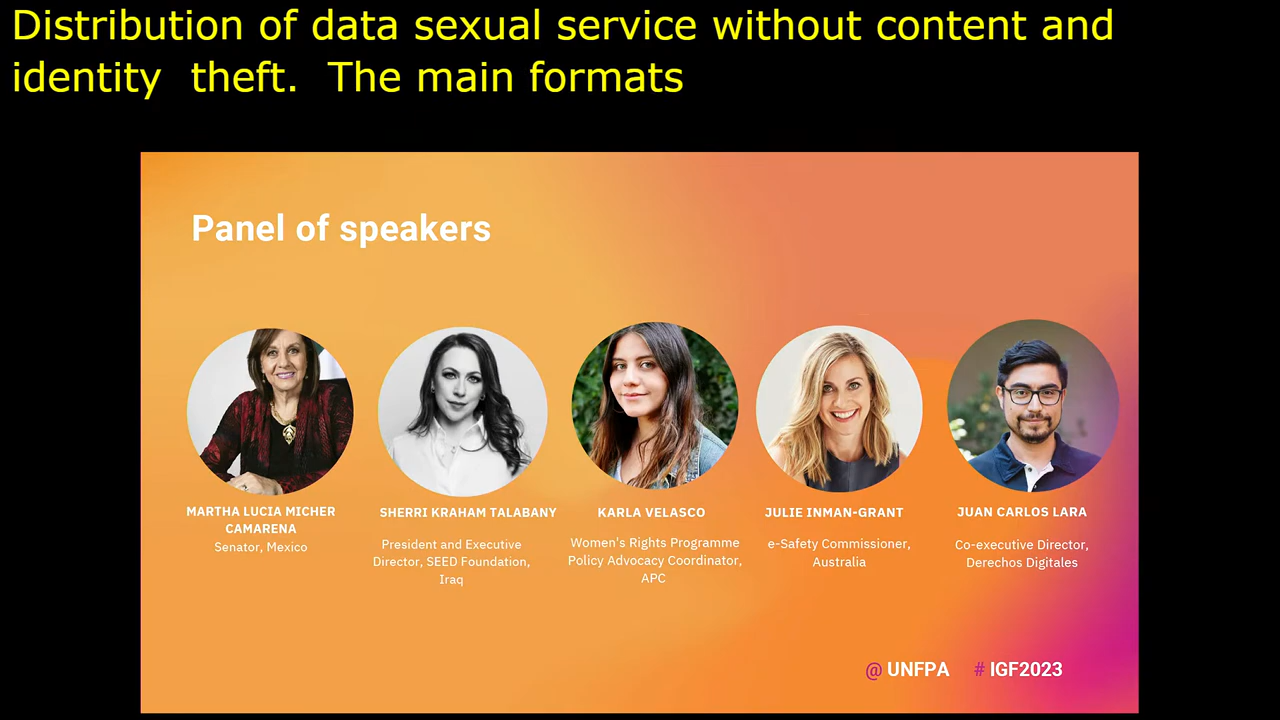 Distribution of data sexual service without content and
identity theft. The main formats
Panel of speakers
MARTHA LUCIA MICHER
CAMARENA
Senator, Mexico
SHERRI KRAHAM TALABANY
President and Executive
Director, SEED Foundation,
Iraq
KARLA VELASCO
Women's Rights Programme
Policy Advocacy Coordinator,
APC
JULIE INMAN-GRANT
e-Safety Commissioner,
Australia
JUAN CARLOS LARA
Co-executive Director,
Derechos Digitales
@ UNFPA # IGF2023